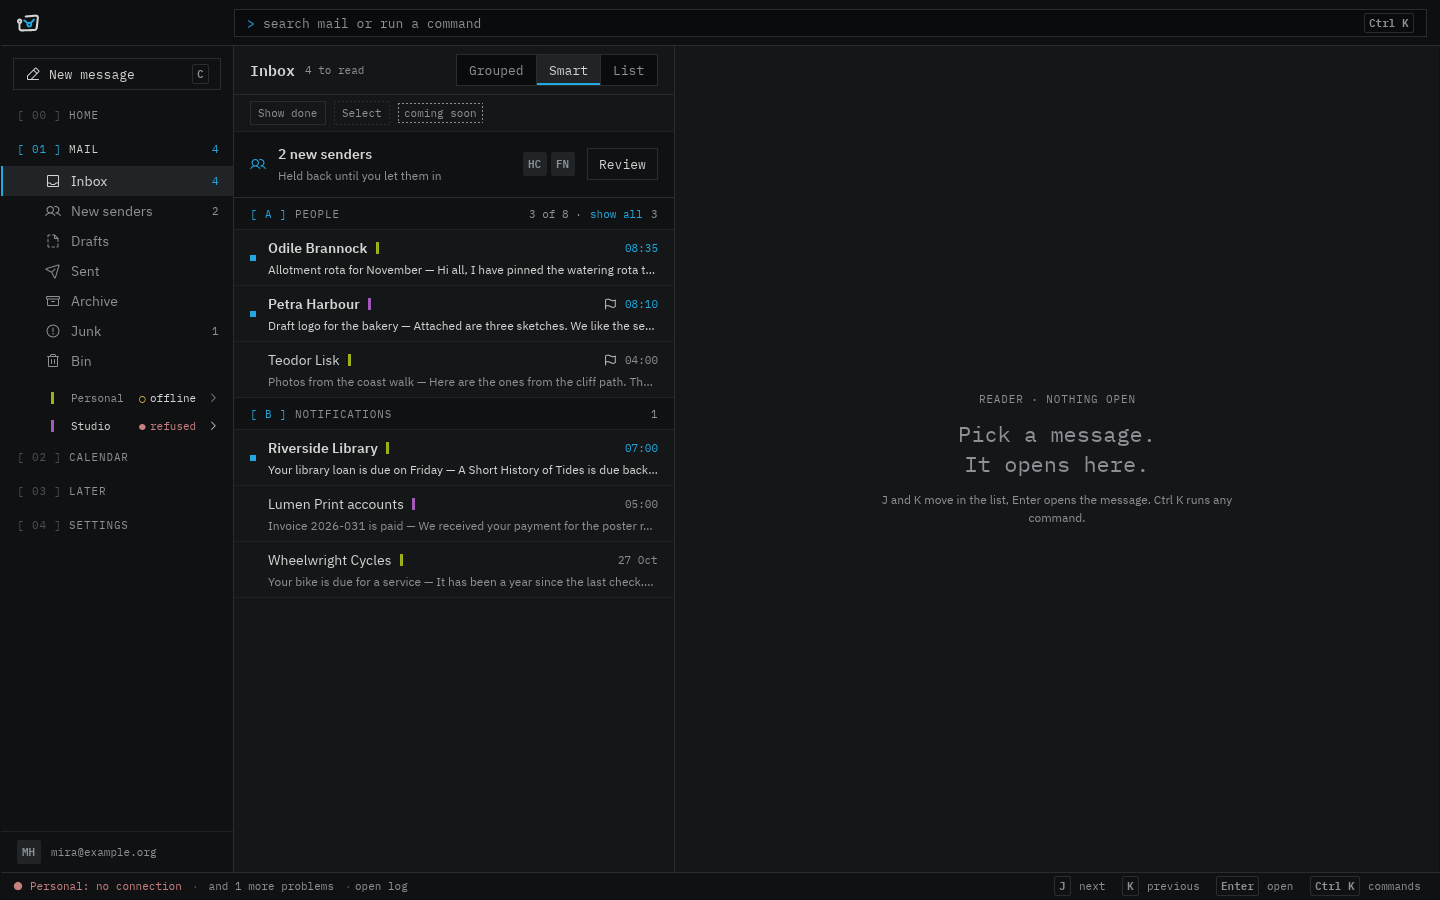 > search mail or run a command Ctrl K
New message C
[ 00 ] HOME
[ 01 ] MAIL 4
Inbox 4
New senders 2
Drafts
Sent
Archive
Junk 1
Bin
Personal offline
Studio refused
[ 02 ] CALENDAR
[ 03 ] LATER
[ 04 ] SETTINGS
MH mira@example.org
Inbox 4 to read Grouped Smart List
Show done Select coming soon
2 new senders
Held back until you let them in
HC FN Review
[ A ] PEOPLE 3 of 8 · show all 3
Odile Brannock 08:35
Allotment rota for November — Hi all, I have pinned the watering rota t...
Petra Harbour 08:10
Draft logo for the bakery — Attached are three sketches. We like the se...
Teodor Lisk 04:00
Photos from the coast walk — Here are the ones from the cliff path. Th...
[ B ] NOTIFICATIONS 1
Riverside Library 07:00
Your library loan is due on Friday — A Short History of Tides is due back...
Lumen Print accounts 05:00
Invoice 2026-031 is paid — We received your payment for the poster r...
Wheelwright Cycles 27 Oct
Your bike is due for a service — It has been a year since the last check....
READER · NOTHING OPEN
Pick a message.
It opens here.
J and K move in the list, Enter opens the message. Ctrl K runs any
command.
Personal: no connection · and 1 more problems · open log
J next K previous Enter open Ctrl K commands